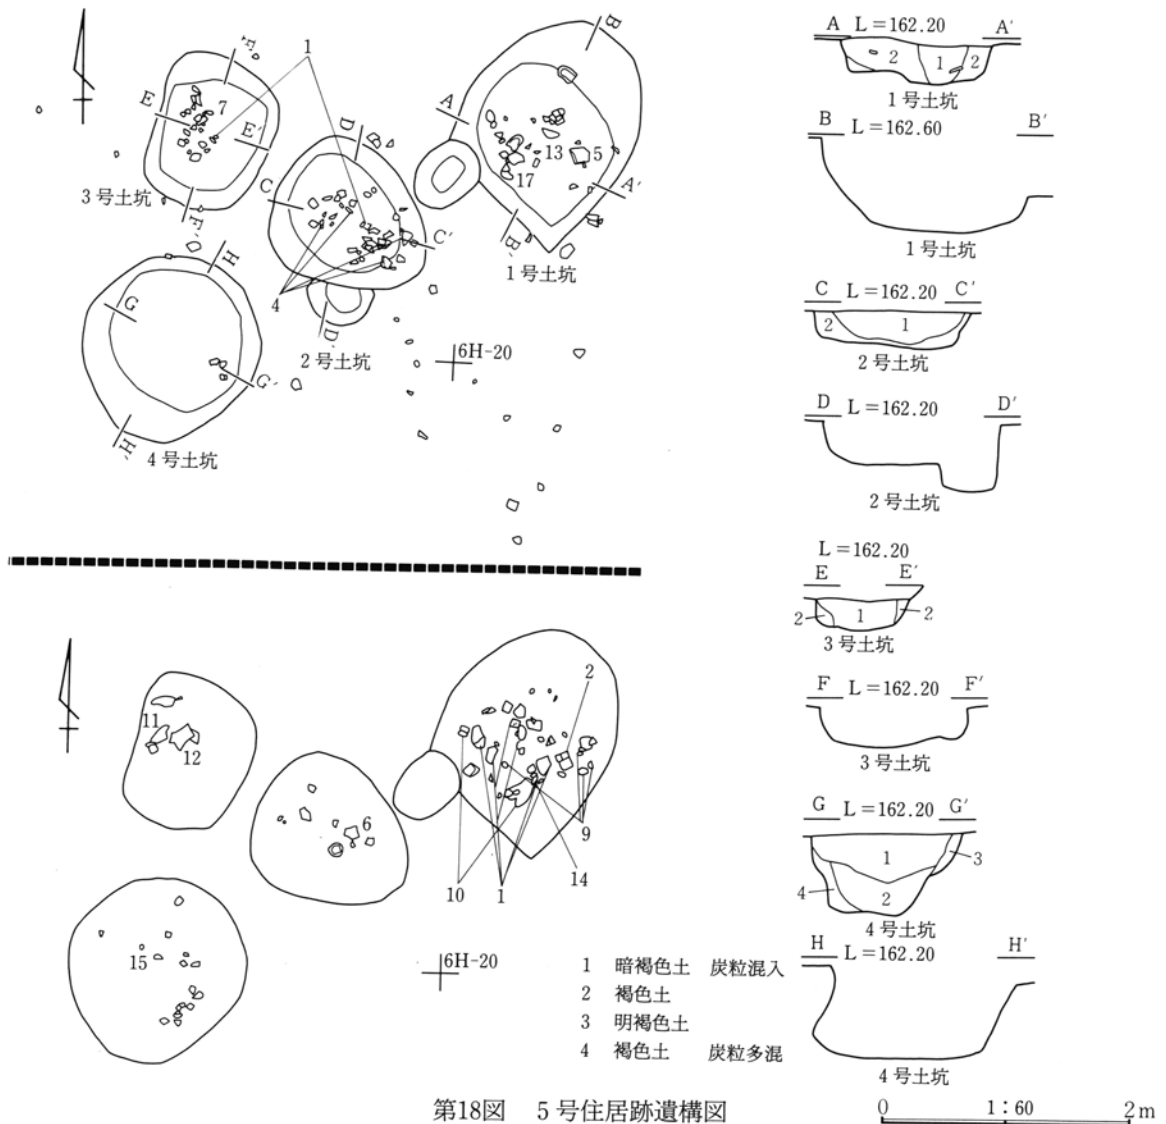 1
B
A
E
F
7
E'
D
13
5
17
A'
3号土坑
F'
C
C'
B'
1号土坑
H
G
4
D'
2号土坑
6H-20
G'
H'
4号土坑
A L＝162.20 A'
2 1 2
1号土坑
B L＝162.60 B'
1号土坑
C L＝162.20 C'
2 1
2号土坑
D L＝162.20 D'
2号土坑
L＝162.20
E E'
2 1 2
3号土坑
F L＝162.20 F'
3号土坑
G L＝162.20 G'
1 3
4 2
4号土坑
H L＝162.20 H'
4号土坑
2
11
12
6
9
10 1 14
15
6H-20
1 暗褐色土 炭粒混入
2 褐色土
3 明褐色土
4 褐色土 炭粒多混
第18図 5号住居跡遺構図
0 1：60 2m